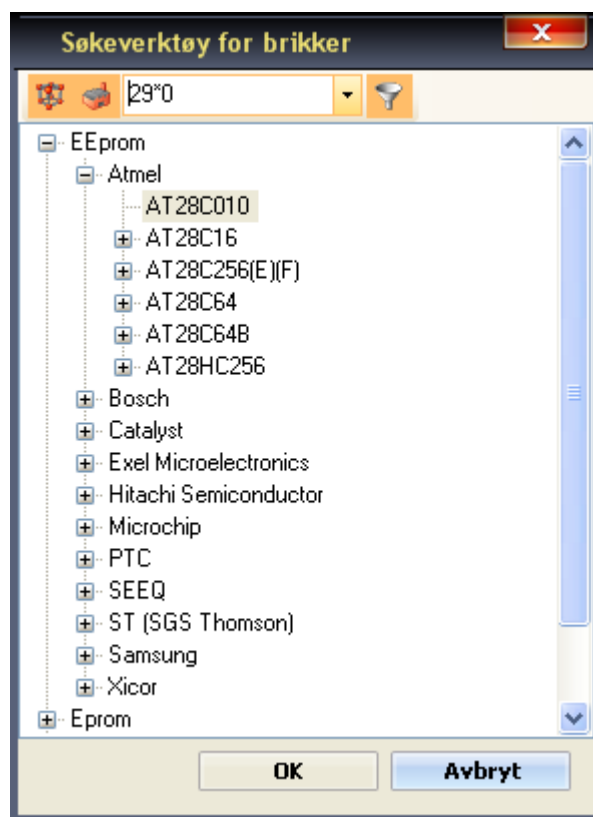 Søkeverktøy for brikker
29*0
EEprom
Atmel
AT28C010
AT28C16
AT28C256(E)(F)
AT28C64
AT28C64B
AT28HC256
Bosch
Catalyst
Exel Microelectronics
Hitachi Semiconductor
Microchip
PTC
SEEQ
ST (SGS Thomson)
Samsung
Xicor
Eprom
OK Avbryt